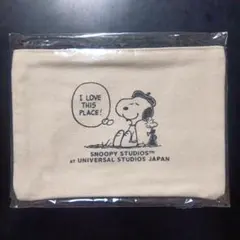 I LOVE
THIS
PLACE!
SNOOPY STUDIOS™
at UNIVERSAL STUDIOS JAPAN